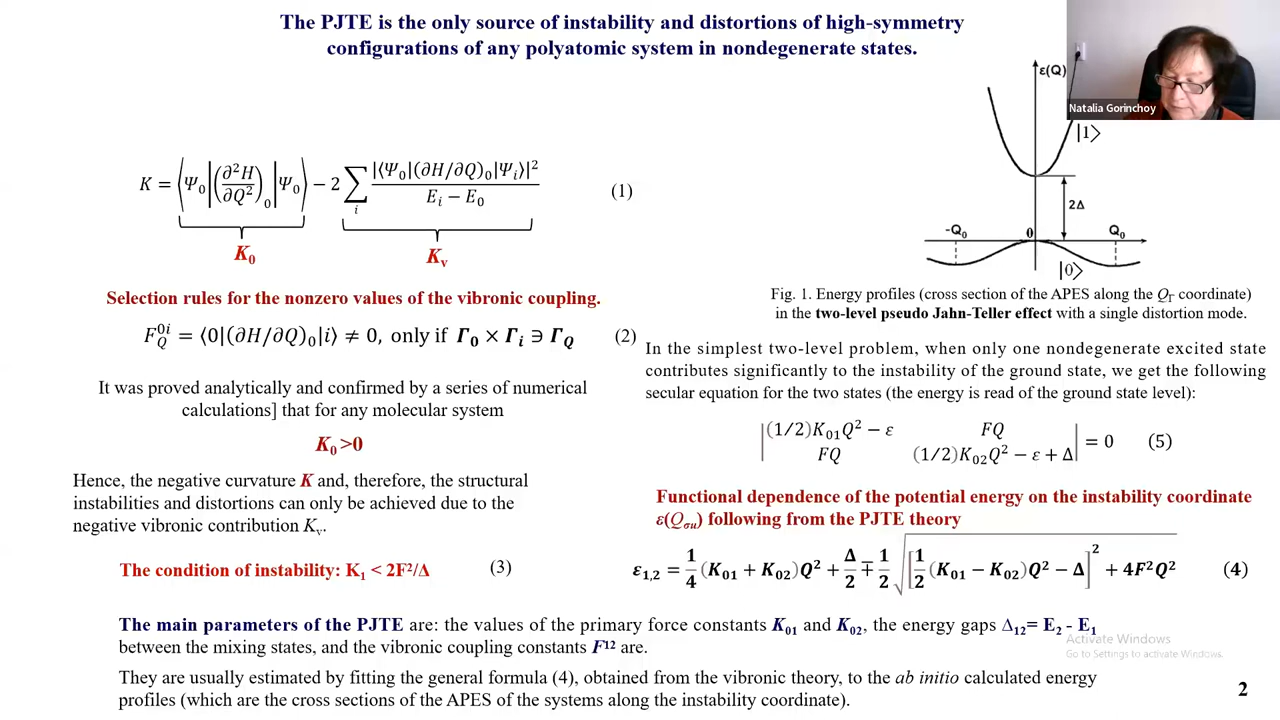 The PJTE is the only source of instability and distortions of high-symmetry
configurations of any polyatomic system in nondegenerate states.
Natalia Gorinchoy
K = ⟨Ψ₀|(∂²H/∂Q²)₀|Ψ₀⟩ − 2 ∑ᵢ |⟨Ψ₀|(∂H/∂Q)₀|Ψᵢ⟩|² / (Eᵢ − E₀) (1)
K₀ Kᵥ
Selection rules for the nonzero values of the vibronic coupling.
F_Q^{0i} = ⟨0|(∂H/∂Q)₀|i⟩ ≠ 0, only if Γ₀ × Γᵢ ∋ Γ_Q (2)
It was proved analytically and confirmed by a series of numerical
calculations] that for any molecular system
K₀ >0
Hence, the negative curvature K and, therefore, the structural
instabilities and distortions can only be achieved due to the
negative vibronic contribution Kᵥ.
The condition of instability: K₁ < 2F²/Δ (3)
ε(Q)
|1⟩
2Δ
-Q₀ 0 Q₀
|0⟩
Fig. 1. Energy profiles (cross section of the APES along the Q_Γ coordinate)
in the two-level pseudo Jahn-Teller effect with a single distortion mode.
In the simplest two-level problem, when only one nondegenerate excited state
contributes significantly to the instability of the ground state, we get the following
secular equation for the two states (the energy is read of the ground state level):
|(1/2)K₀₁Q² − ε FQ|
|FQ (1/2)K₀₂Q² − ε + Δ| = 0 (5)
Functional dependence of the potential energy on the instability coordinate
ε(Q_σu) following from the PJTE theory
ε₁,₂ = 1/4 (K₀₁ + K₀₂)Q² + Δ/2 ∓ 1/2 √([1/2 (K₀₁ − K₀₂)Q² − Δ]² + 4F²Q²) (4)
The main parameters of the PJTE are: the values of the primary force constants K₀₁ and K₀₂, the energy gaps Δ₁₂= E₂ - E₁
between the mixing states, and the vibronic coupling constants F¹² are.
They are usually estimated by fitting the general formula (4), obtained from the vibronic theory, to the ab initio calculated energy
profiles (which are the cross sections of the APES of the systems along the instability coordinate).
Activate Windows
Go to Settings to activate Windows.
2